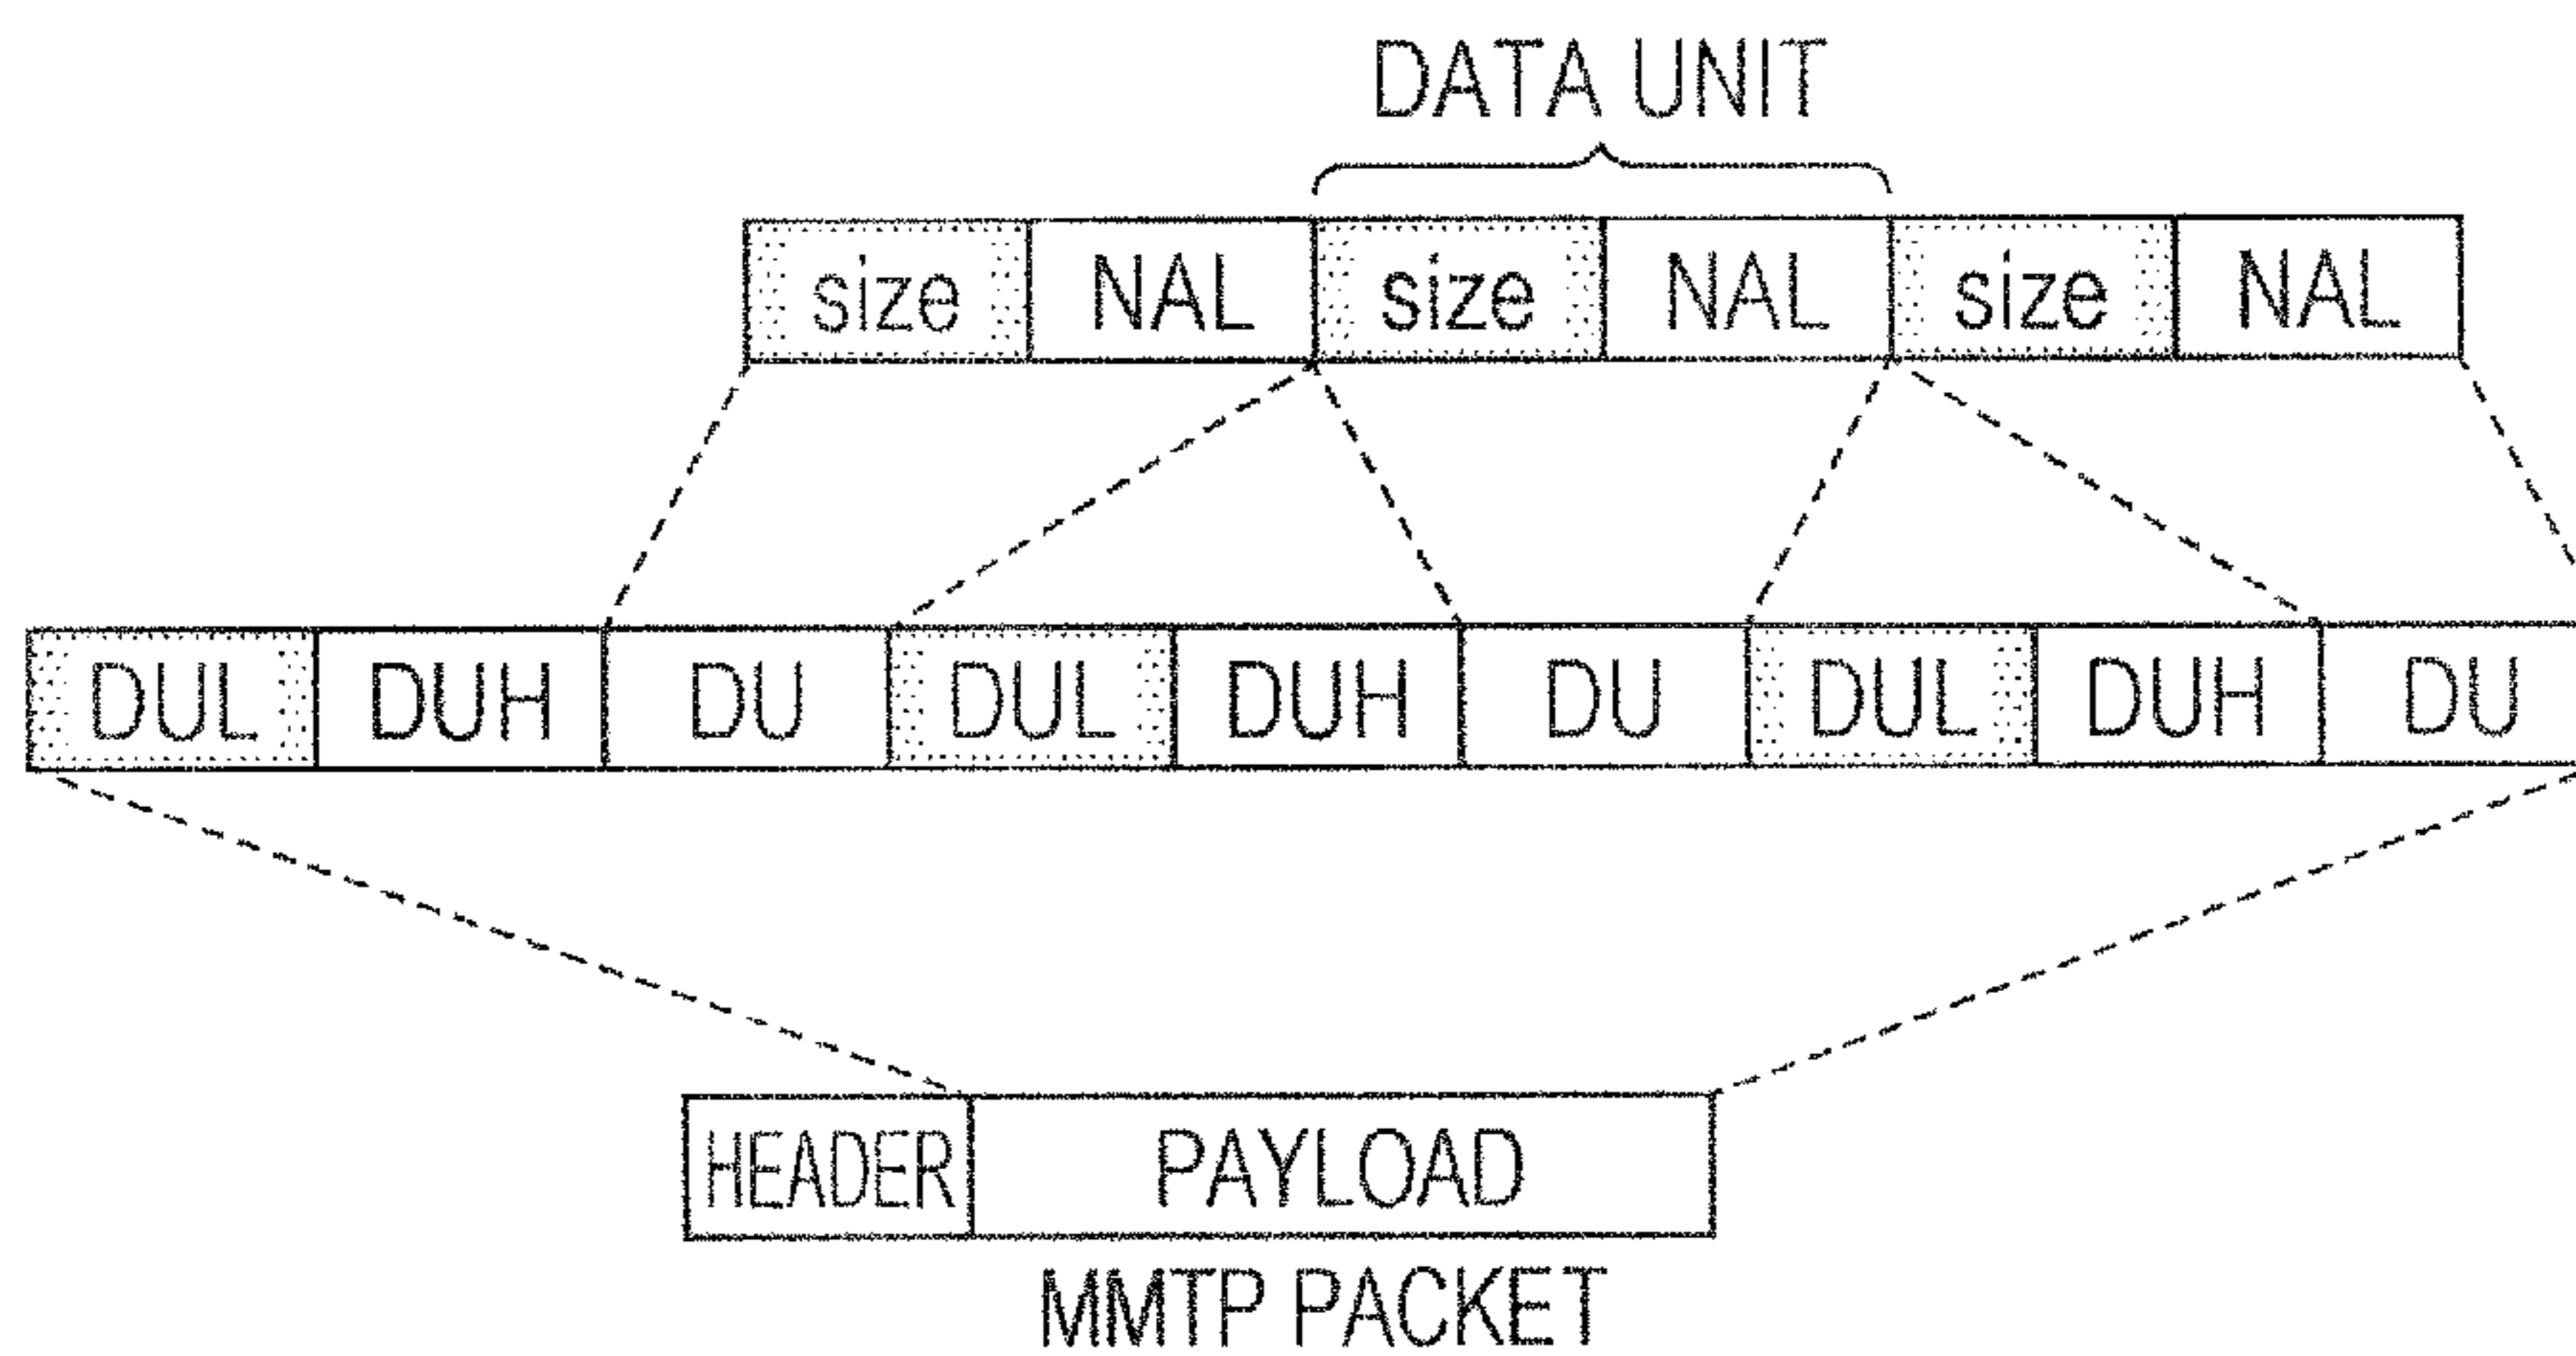 DATA UNIT
size NAL size NAL size NAL
DUL DUH DU DUL DUH DU DUL DUH DU
HEADER PAYLOAD
MMTP PACKET